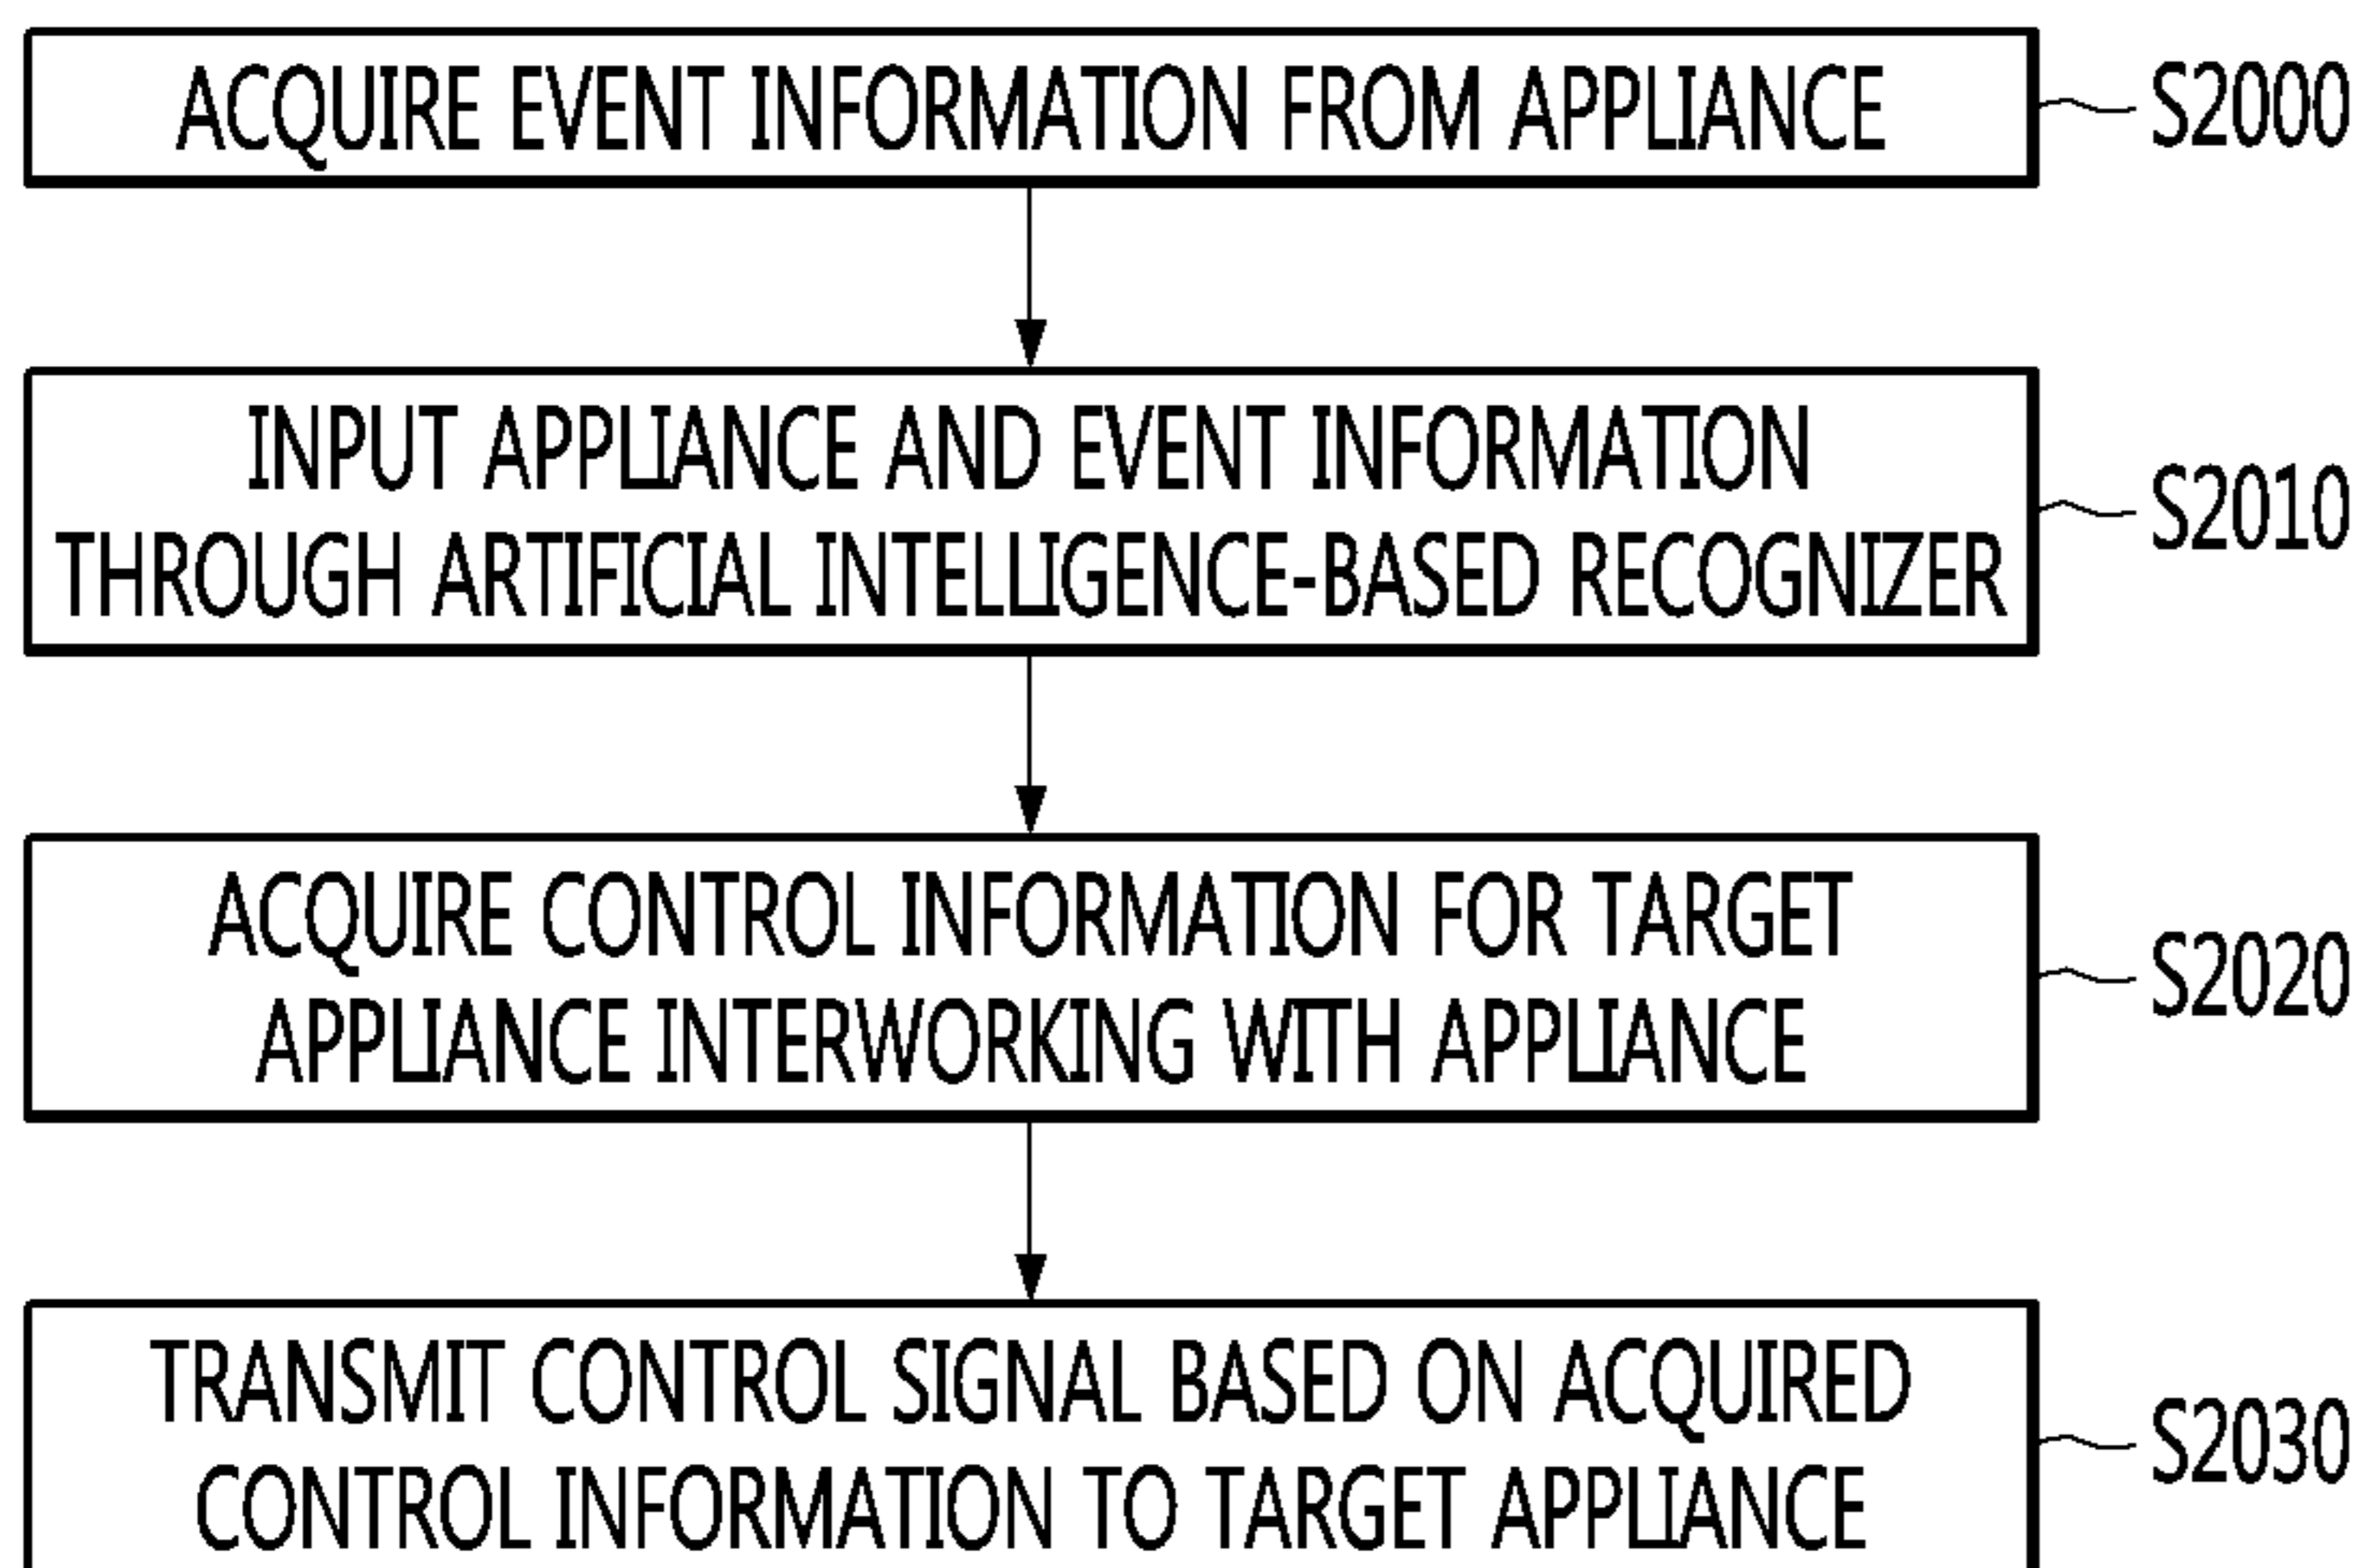 ACQUIRE EVENT INFORMATION FROM APPLIANCE
S2000
INPUT APPLIANCE AND EVENT INFORMATION
THROUGH ARTIFICIAL INTELLIGENCE-BASED RECOGNIZER
S2010
ACQUIRE CONTROL INFORMATION FOR TARGET
APPLIANCE INTERWORKING WITH APPLIANCE
S2020
TRANSMIT CONTROL SIGNAL BASED ON ACQUIRED
CONTROL INFORMATION TO TARGET APPLIANCE
S2030